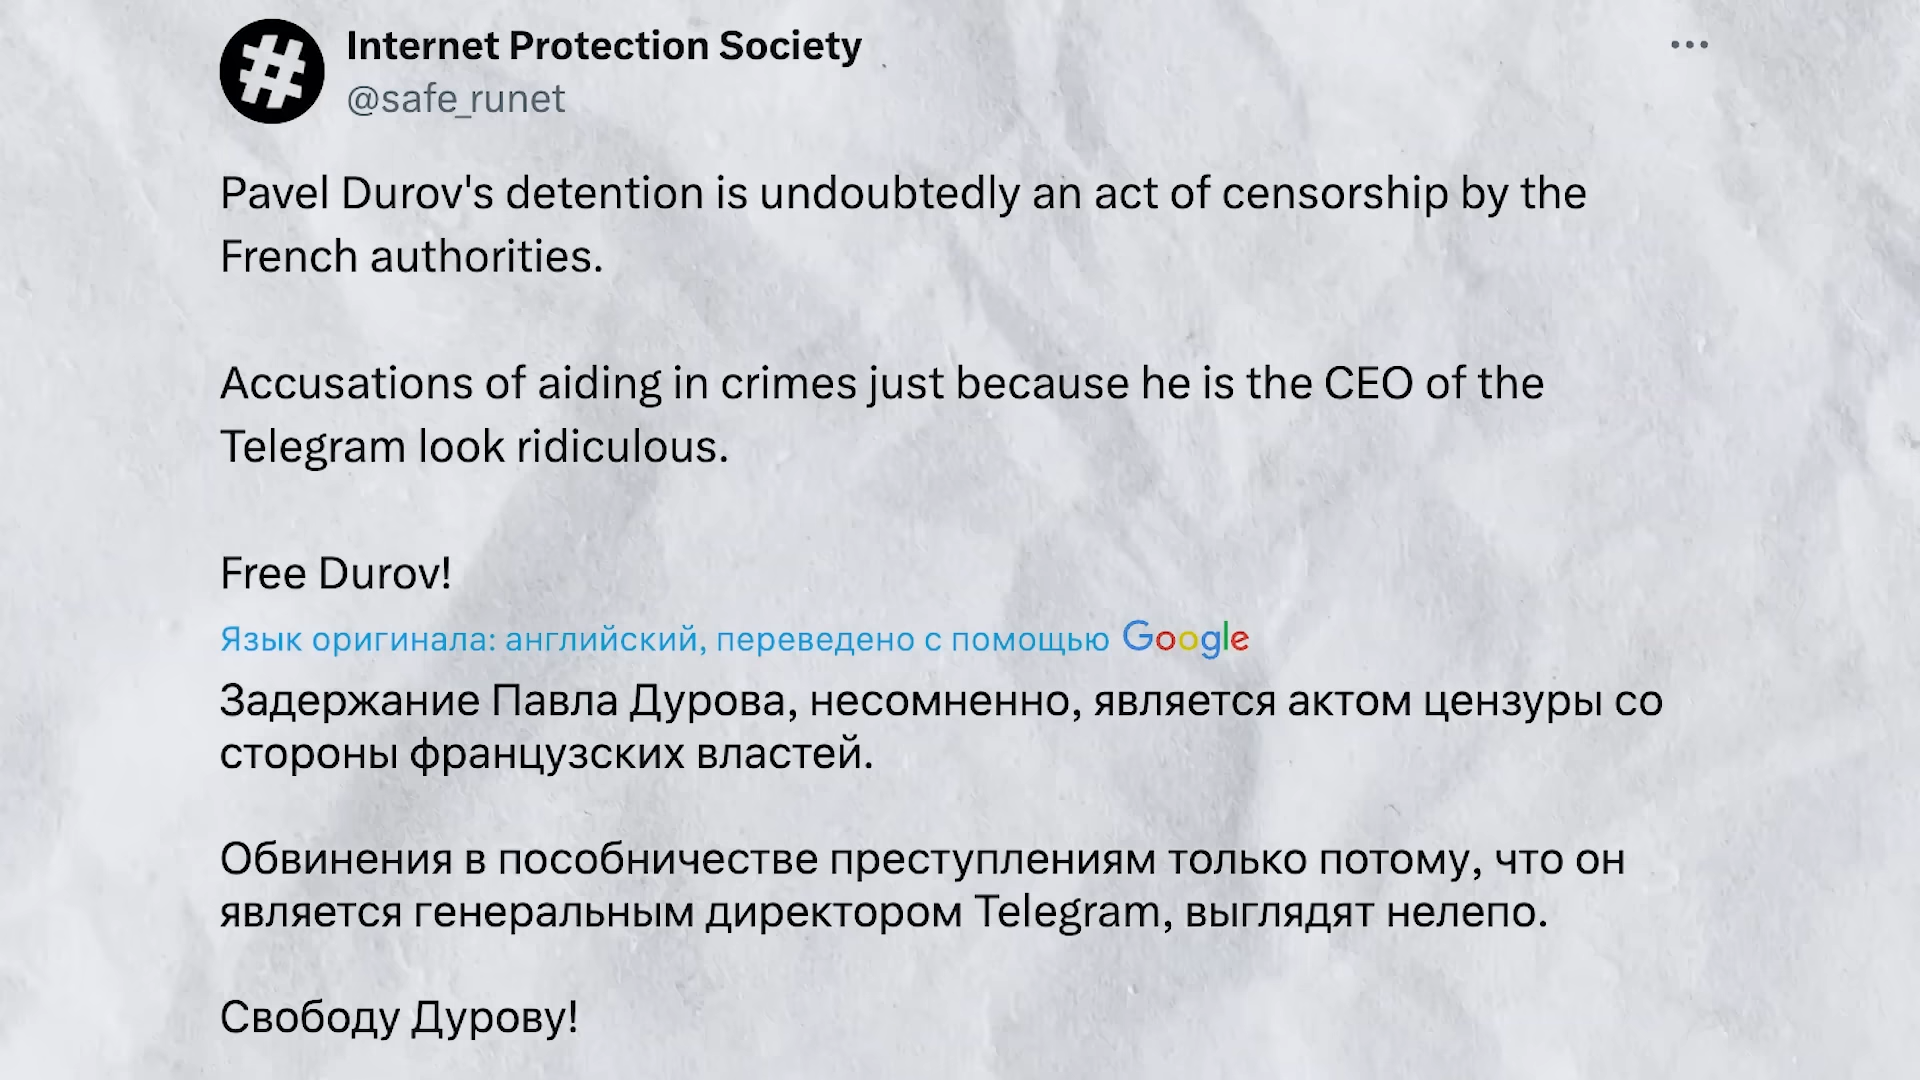 Internet Protection Society
@safe_runet
Pavel Durov's detention is undoubtedly an act of censorship by the
French authorities.
Accusations of aiding in crimes just because he is the CEO of the
Telegram look ridiculous.
Free Durov!
Язык оригинала: английский, переведено с помощью Google
Задержание Павла Дурова, несомненно, является актом цензуры со
стороны французских властей.
Обвинения в пособничестве преступлениям только потому, что он
является генеральным директором Telegram, выглядят нелепо.
Свободу Дурову!